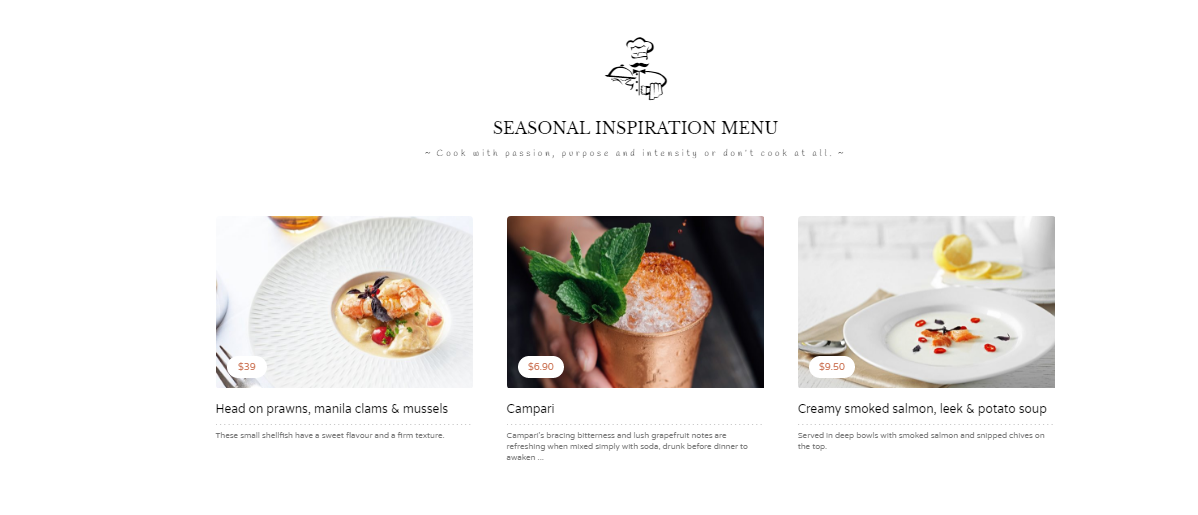 SEASONAL INSPIRATION MENU
~ Cook with passion, purpose and intensity or don't cook at all. ~
$39
$6.90
$9.50
Head on prawns, manila clams & mussels
Campari
Creamy smoked salmon, leek & potato soup
These small shellfish have a sweet flavour and a firm texture.
Campari's bracing bitterness and lush grapefruit notes are
refreshing when mixed simply with soda, drunk before dinner to
awaken ...
Served in deep bowls with smoked salmon and snipped chives on
the top.